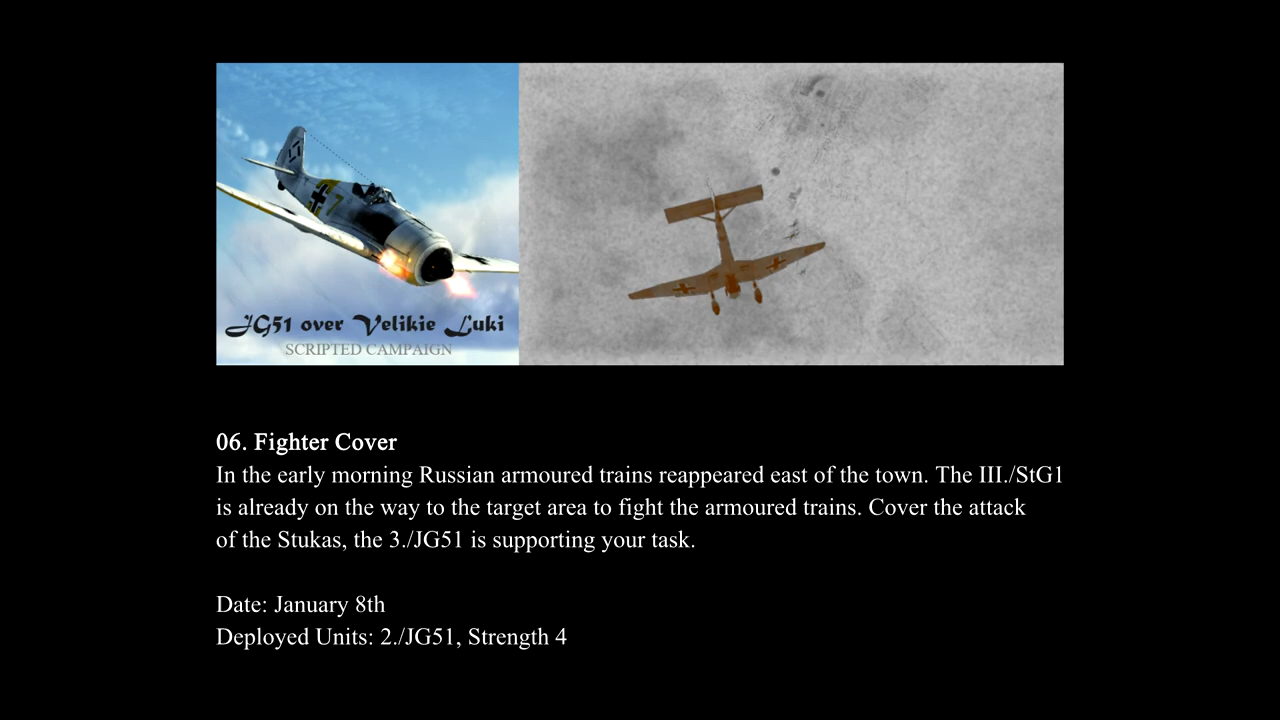 JG51 over Velikie Luki
SCRIPTED CAMPAIGN
06. Fighter Cover
In the early morning Russian armoured trains reappeared east of the town. The III./StG1
is already on the way to the target area to fight the armoured trains. Cover the attack
of the Stukas, the 3./JG51 is supporting your task.
Date: January 8th
Deployed Units: 2./JG51, Strength 4